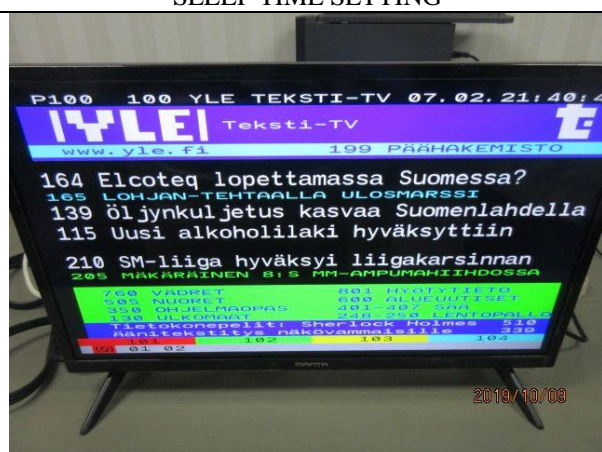 SLEEP TIME SETTING
P100 100 YLE TEKSTI-TV 07.02.21:40:4
YLE Teksti-TV
www.yle.fi 199 PÄÄHAKEMISTO
164 Elcoteq lopettamassa Suomessa?
165 LOHJAN-TEHTAALLA ULOSMARSSI
139 Öljynkuljetus kasvaa Suomenlahdella
115 Uusi alkoholilaki hyväksyttiin
210 SM-liiga hyväksyi liigakarsinnan
205 MÄKÄRÄINEN 8:S MM-AMPUMAHIIHDOSSA
760 VÄDRET 801 HYÖTYTIETO
505 NUORET 600 ALUEUUTISET
350 OHJELMAOPAS 401-407 SÄÄ
130 ULKOMAAT 248-250 LENTOPALLO
Tietokonepelit: Sherlock Holmes 510
Äänitekstitys näkövammaisille 339
101 102 103 104
01 02
MANTA
2019/10/09